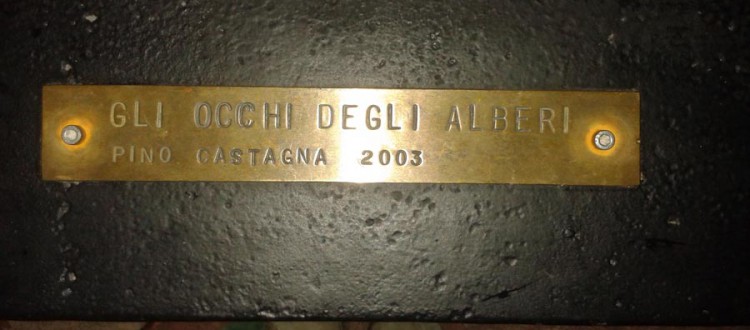 GLI OCCHI DEGLI ALBERI
PINO CASTAGNA 2003